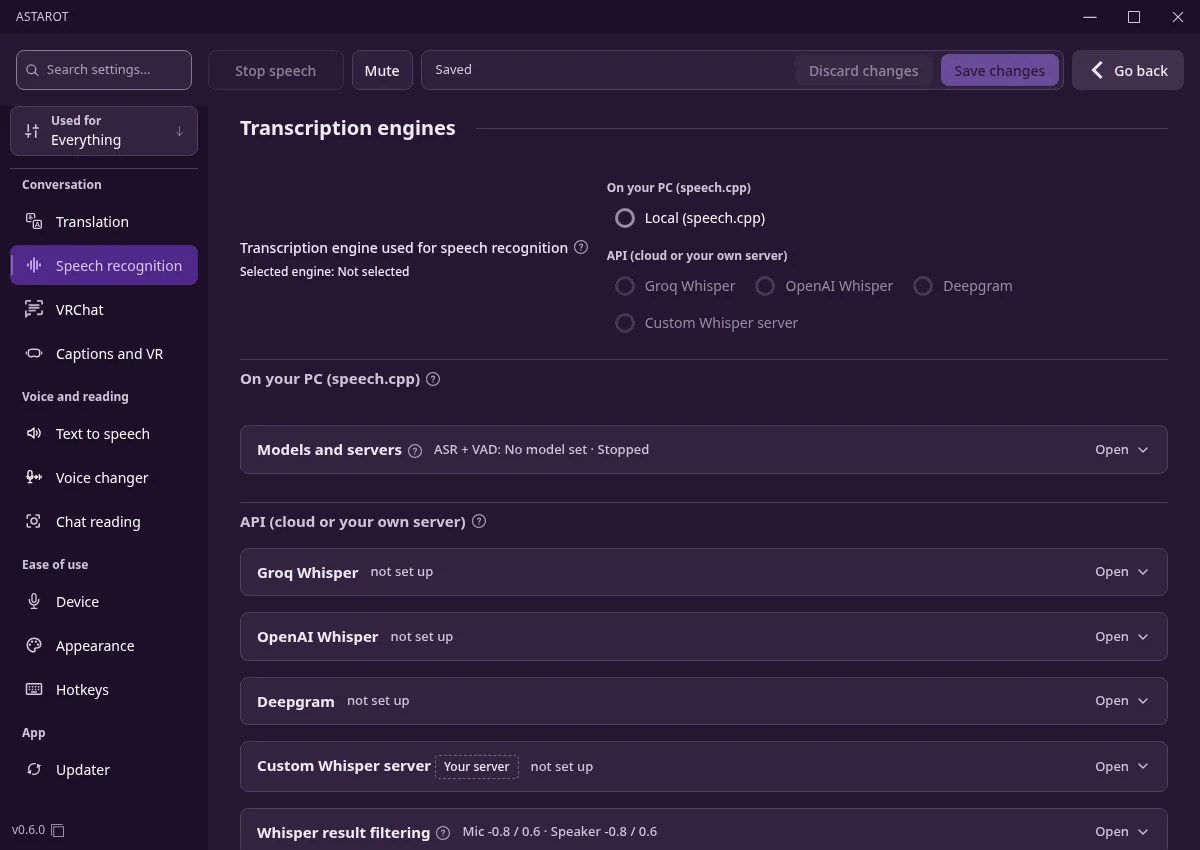 ASTAROT
Search settings...
Stop speech
Mute
Saved
Discard changes
Save changes
Go back
Used for
Everything
Conversation
Translation
Speech recognition
VRChat
Captions and VR
Voice and reading
Text to speech
Voice changer
Chat reading
Ease of use
Device
Appearance
Hotkeys
App
Updater
v0.6.0
Transcription engines
Transcription engine used for speech recognition ?
Selected engine: Not selected
On your PC (speech.cpp)
Local (speech.cpp)
API (cloud or your own server)
Groq Whisper OpenAI Whisper Deepgram
Custom Whisper server
On your PC (speech.cpp) ?
Models and servers ? ASR + VAD: No model set · Stopped Open
API (cloud or your own server) ?
Groq Whisper not set up Open
OpenAI Whisper not set up Open
Deepgram not set up Open
Custom Whisper server Your server not set up Open
Whisper result filtering ? Mic -0.8 / 0.6 · Speaker -0.8 / 0.6 Open